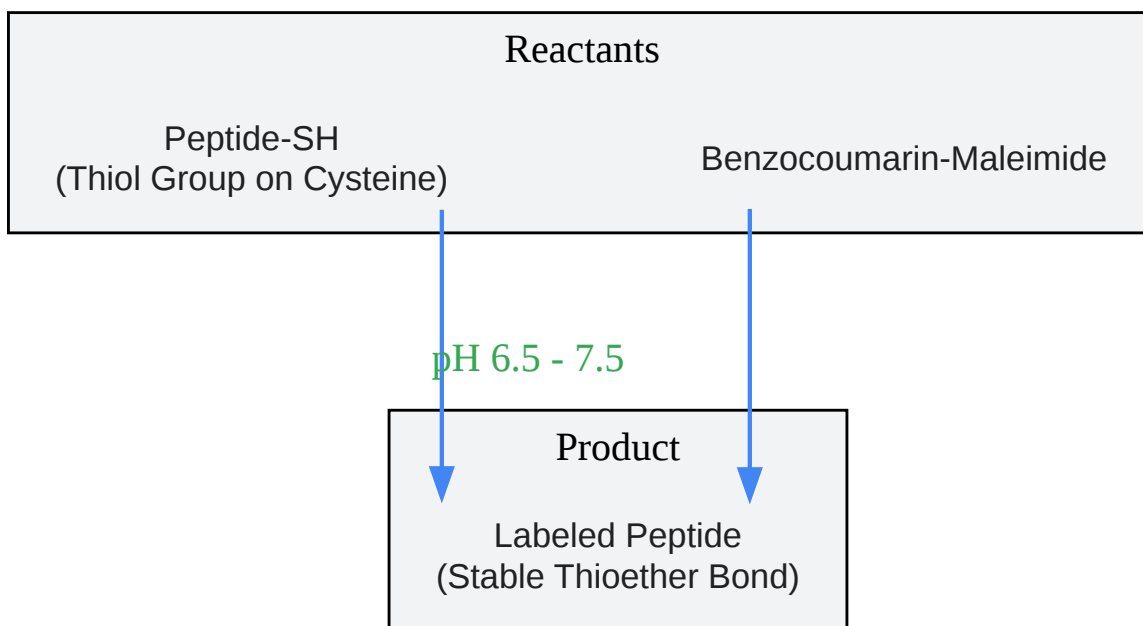 Reactants
Peptide-SH
(Thiol Group on Cysteine)
Benzocoumarin-Maleimide
pH 6.5 - 7.5
Product
Labeled Peptide
(Stable Thioether Bond)